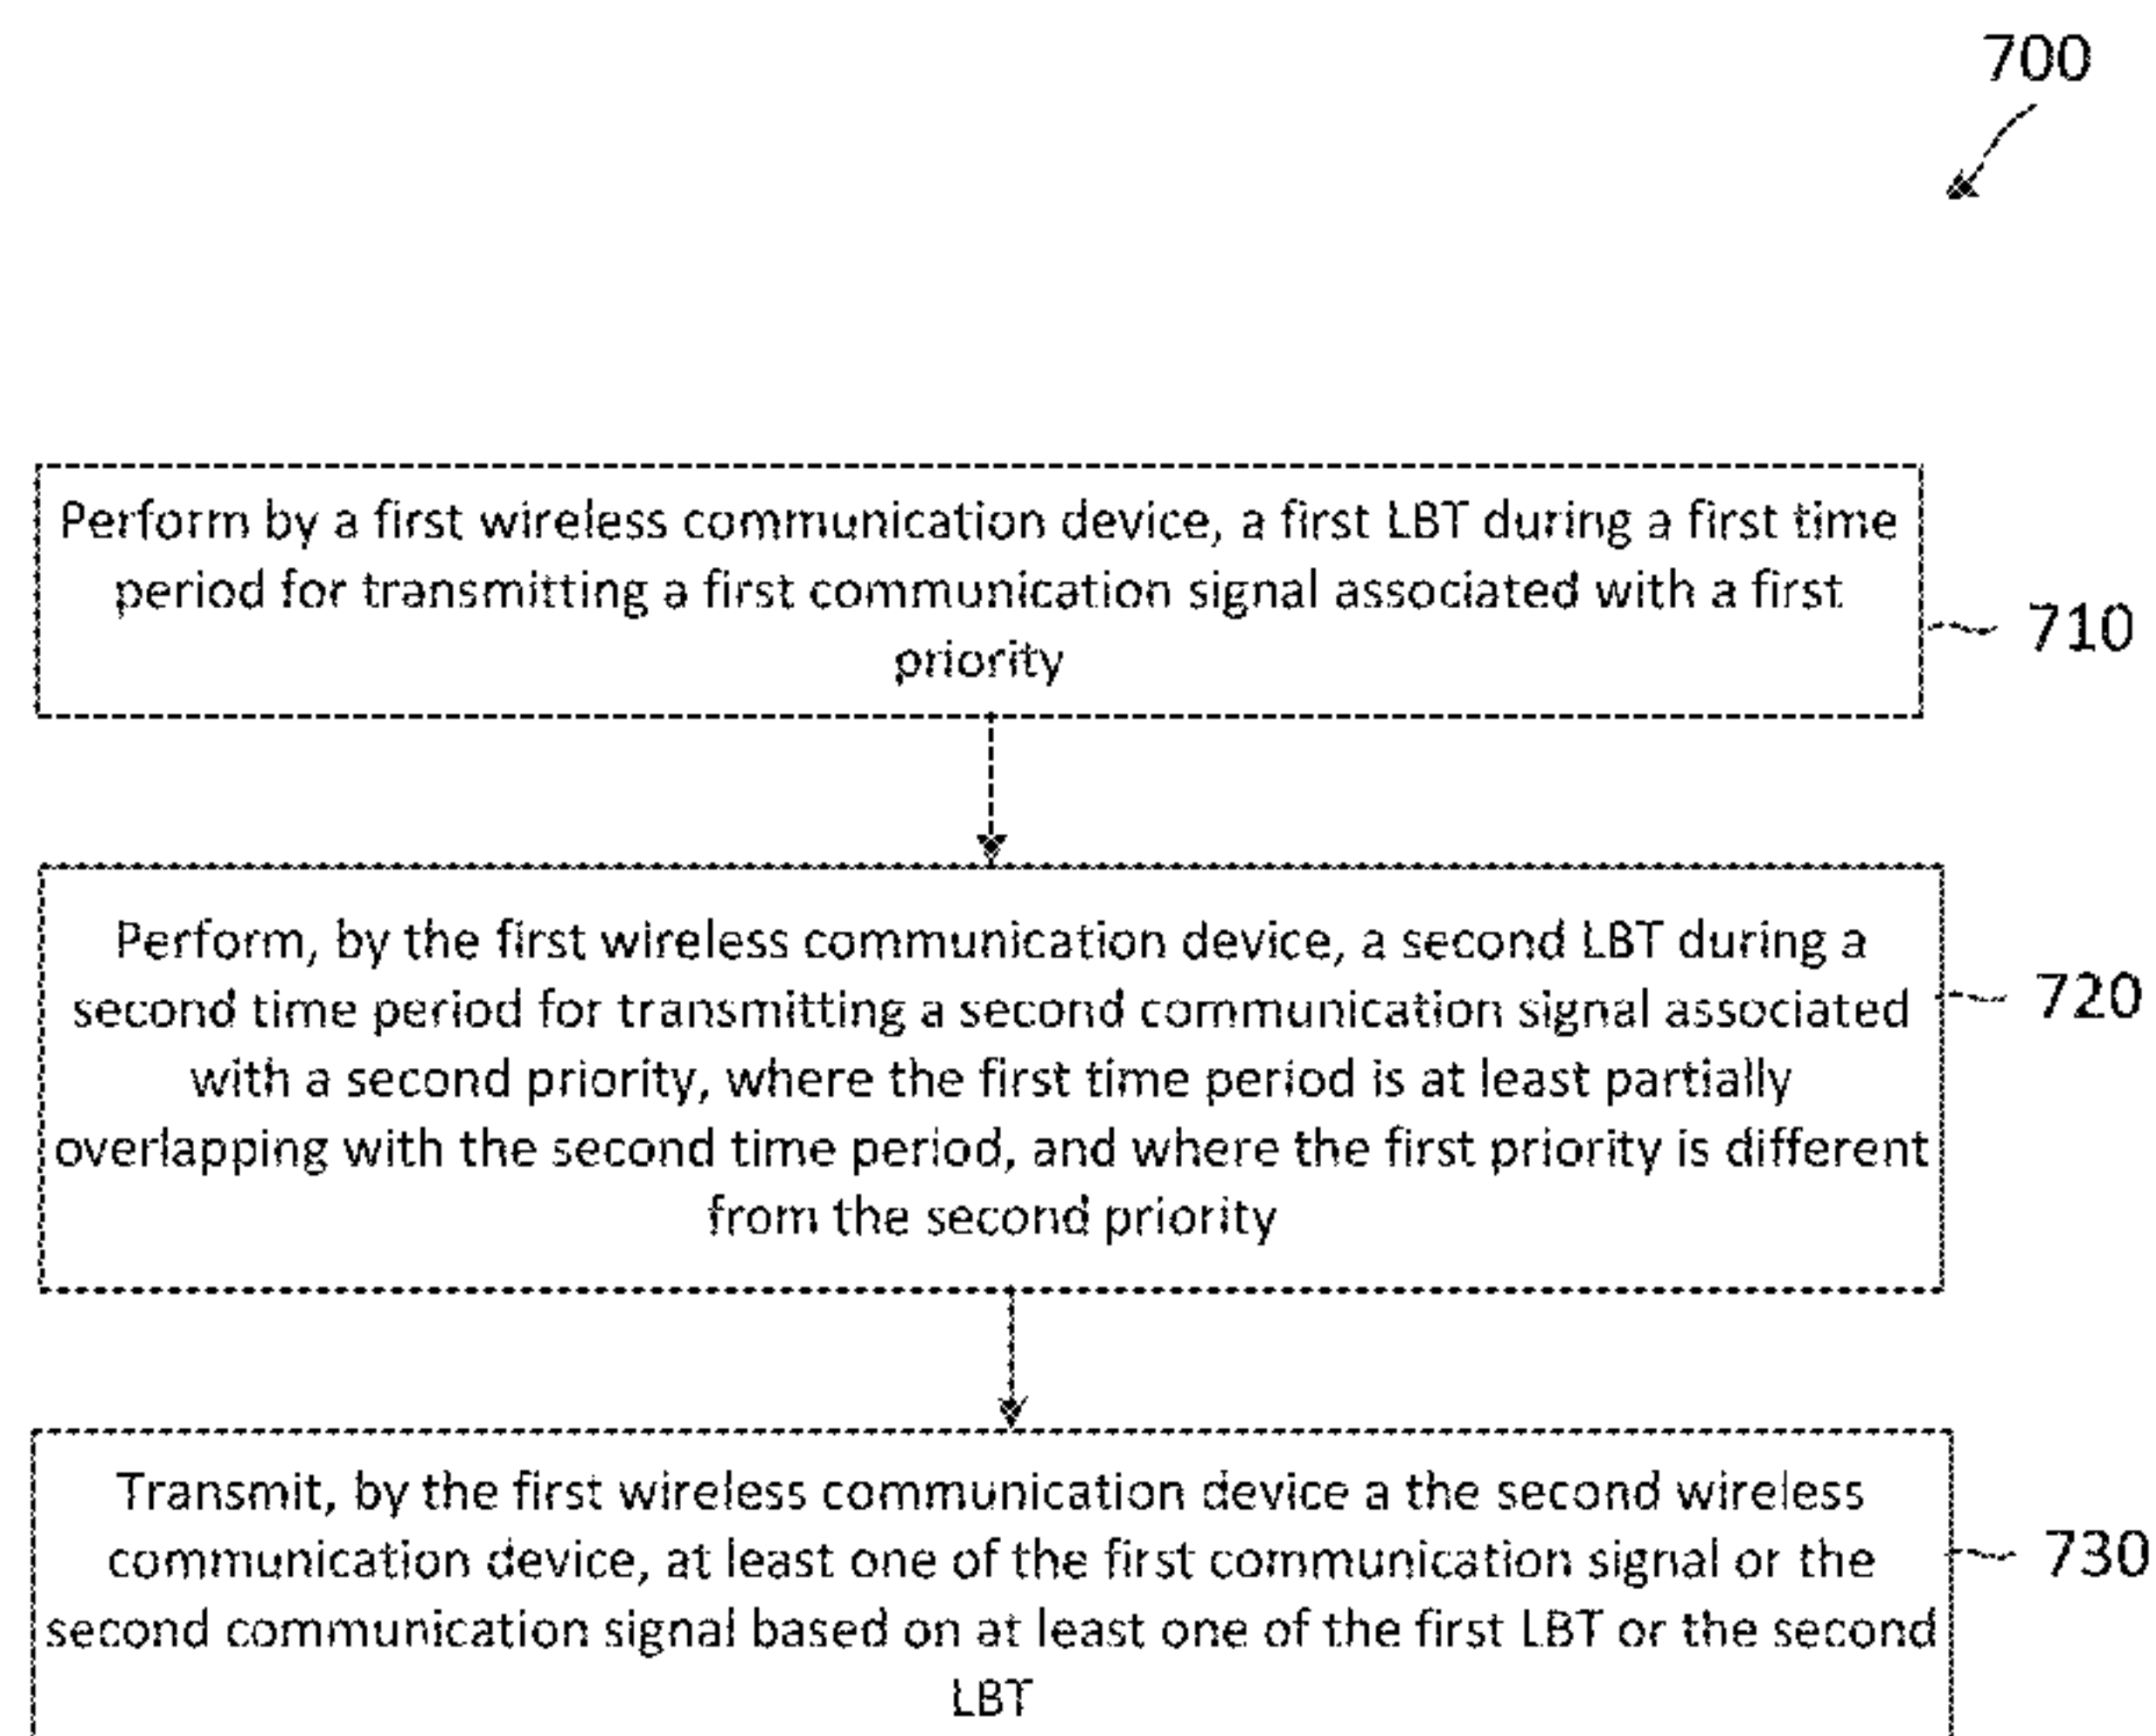 700
Perform by a first wireless communication device, a first LBT during a first time
period for transmitting a first communication signal associated with a first
priority
710
Perform, by the first wireless communication device, a second LBT during a
second time period for transmitting a second communication signal associated
with a second priority, where the first time period is at least partially
overlapping with the second time period, and where the first priority is different
from the second priority
720
Transmit, by the first wireless communication device a the second wireless
communication device, at least one of the first communication signal or the
second communication signal based on at least one of the first LBT or the second
LBT
730